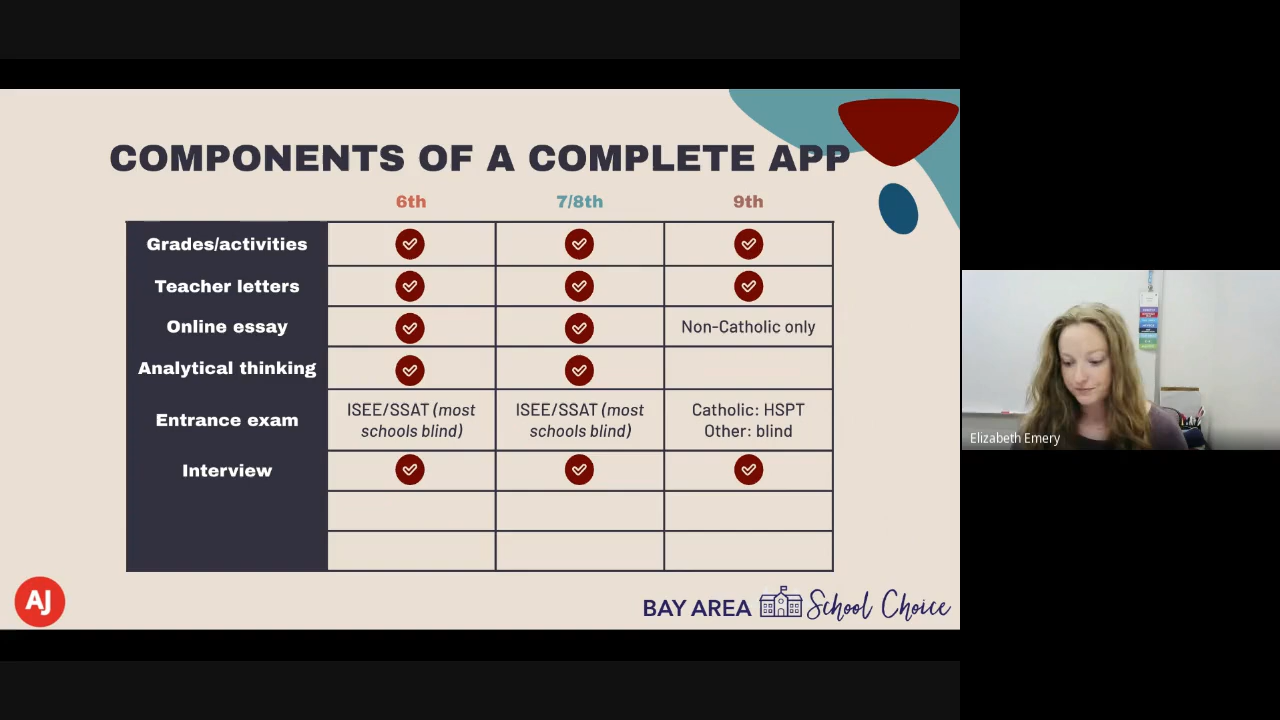 COMPONENTS OF A COMPLETE APP
6th 7/8th 9th
Grades/activities
Teacher letters
Online essay Non-Catholic only
Analytical thinking
Entrance exam ISEE/SSAT (most schools blind) ISEE/SSAT (most schools blind) Catholic: HSPT Other: blind
Interview
AJ
BAY AREA School Choice
Elizabeth Emery